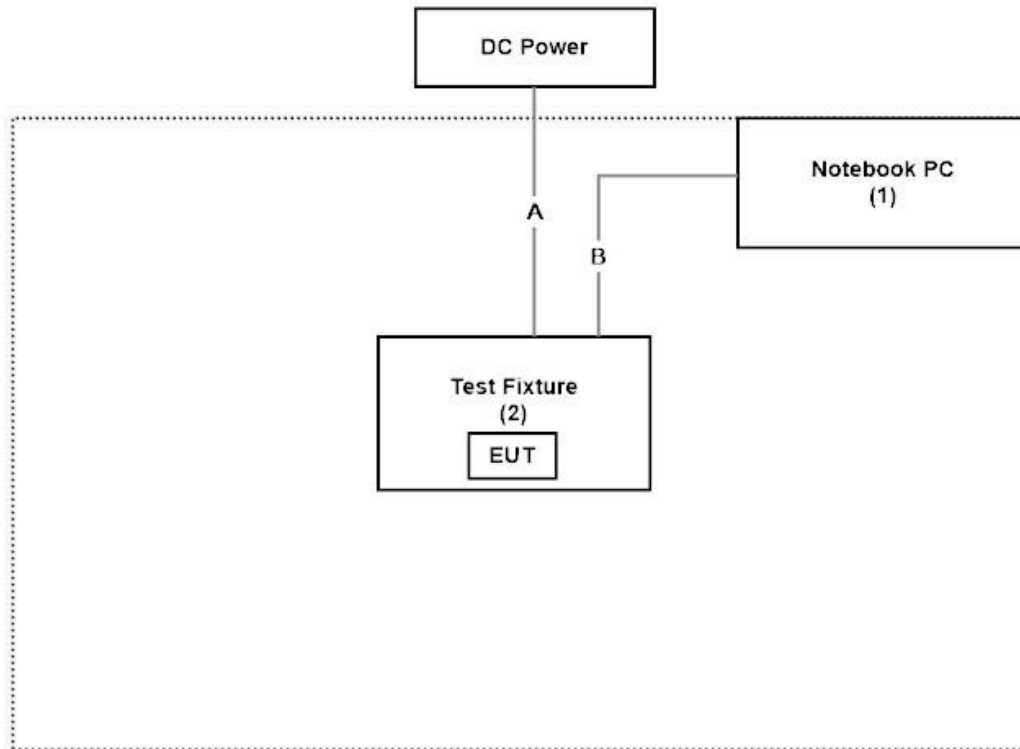 DC Power
Notebook PC
(1)
A
B
Test Fixture
(2)
EUT